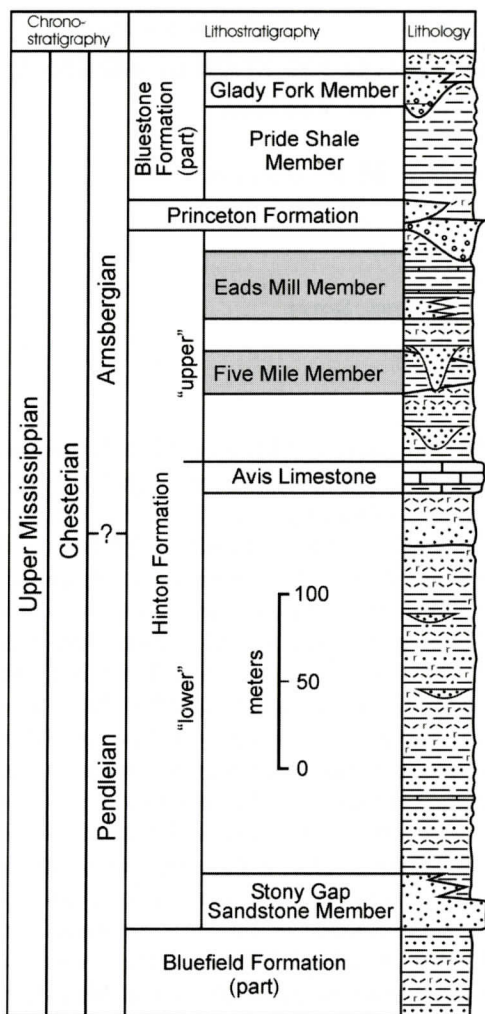 Chrono-
stratigraphy
Lithostratigraphy
Lithology
Upper Mississippian
Chesterian
Arnsbergian
?
Pendleian
Bluestone
Formation
(part)
Glady Fork Member
Pride Shale
Member
Princeton Formation
Hinton Formation
"upper"
Eads Mill Member
Five Mile Member
Avis Limestone
"lower"
meters
100
50
0
Stony Gap
Sandstone Member
Bluefield Formation
(part)